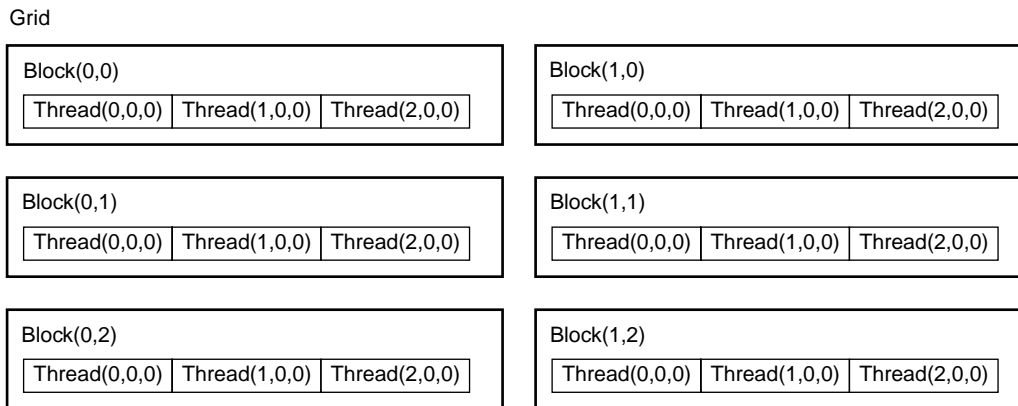 Grid
Block(0,0)
Thread(0,0,0) Thread(1,0,0) Thread(2,0,0)
Block(1,0)
Thread(0,0,0) Thread(1,0,0) Thread(2,0,0)
Block(0,1)
Thread(0,0,0) Thread(1,0,0) Thread(2,0,0)
Block(1,1)
Thread(0,0,0) Thread(1,0,0) Thread(2,0,0)
Block(0,2)
Thread(0,0,0) Thread(1,0,0) Thread(2,0,0)
Block(1,2)
Thread(0,0,0) Thread(1,0,0) Thread(2,0,0)